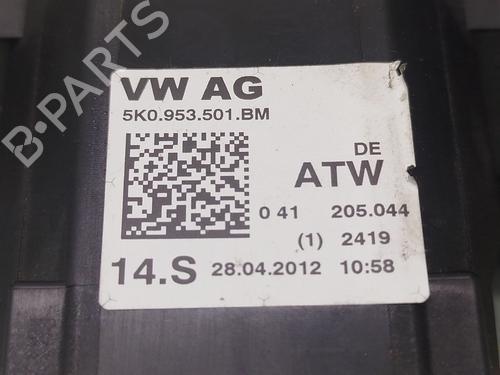 VW AG
5K0.953.501.BM
DE
ATW
0 41 205.044
(1) 2419
14.S 28.04.2012 10:58
B-PARTS